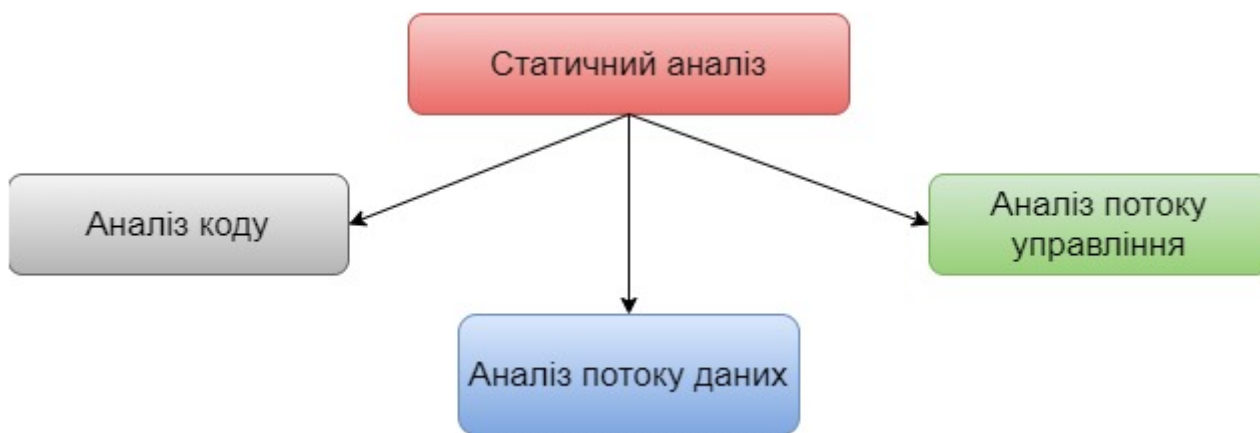 Статичний аналіз
Аналіз коду
Аналіз потоку
управління
Аналіз потоку даних